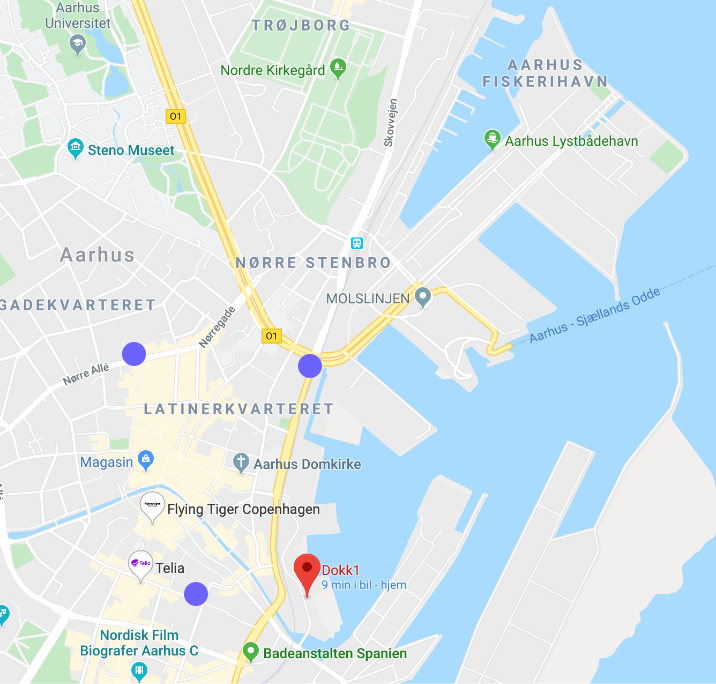 Aarhus
Universitet
TRØJBORG
Nordre Kirkegård
AARHUS
FISKERIHAVN
Skovvejen
O1
Aarhus Lystbådehavn
Steno Museet
Aarhus
NØRRE STENBRO
MOLSLINJEN
Aarhus - Sjællands Odde
GADEKVARTERET
Nørregade
O1
Nørre Allé
LATINERKVARTERET
Magasin
Aarhus Domkirke
Allé
Flying Tiger Copenhagen
Telia
Telia
Dokk1
9 min i bil - hjem
Nordisk Film
Biografer Aarhus C
Badeanstalten Spanien